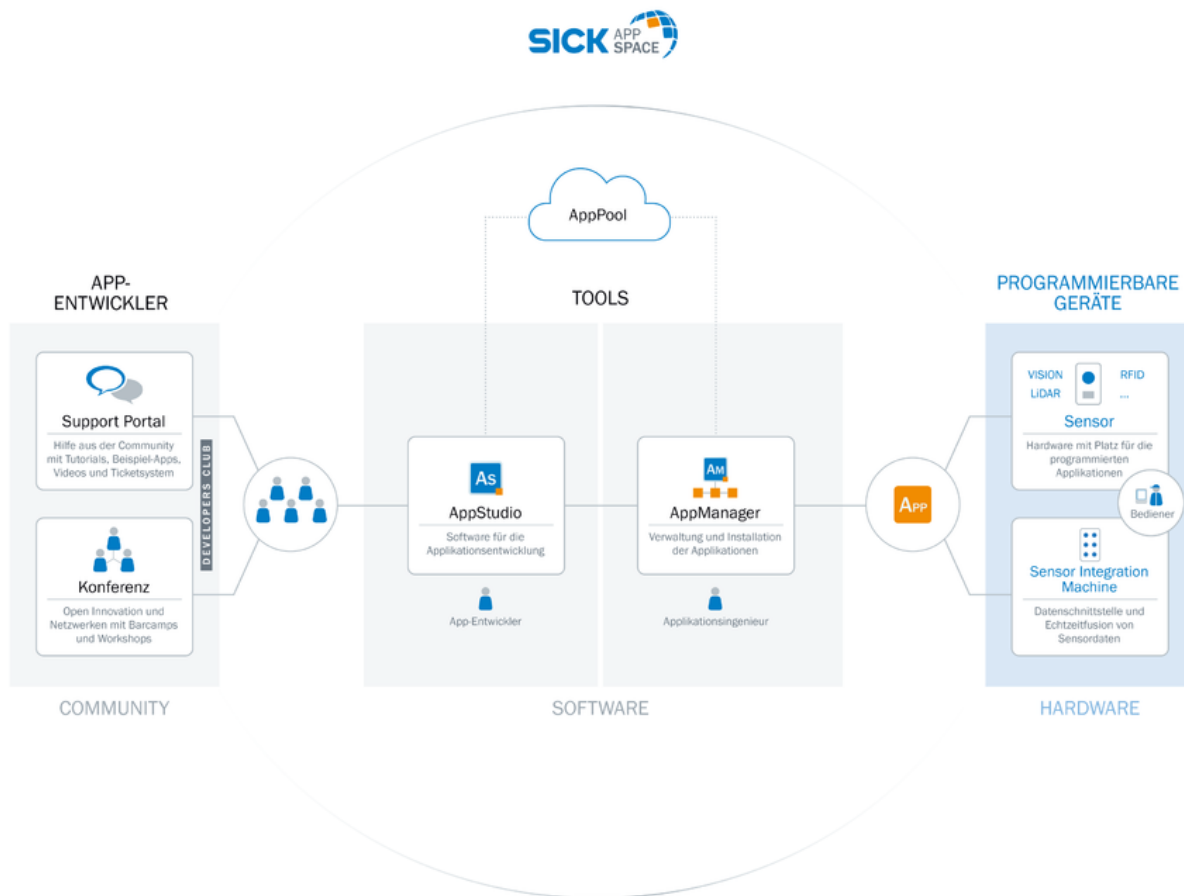 SICK APP SPACE
AppPool
APP-
ENTWICKLER
TOOLS
PROGRAMMIERBARE
GERÄTE
Support Portal
Hilfe aus der Community
mit Tutorials, Beispiel-Apps,
Videos und Ticketsystem
Konferenz
Open Innovation und
Netzwerken mit Barcamps
und Workshops
DEVELOPERS CLUB
As
AppStudio
Software für die
Applikationsentwicklung
App-Entwickler
AM
AppManager
Verwaltung und Installation
der Applikationen
Applikationsingenieur
APP
VISION
RFID
LiDAR
...
Sensor
Hardware mit Platz für die
programmierten
Applikationen
Bediener
Sensor Integration
Machine
Datenschnittstelle und
Echtzeitfusion von
Sensordaten
COMMUNITY
SOFTWARE
HARDWARE